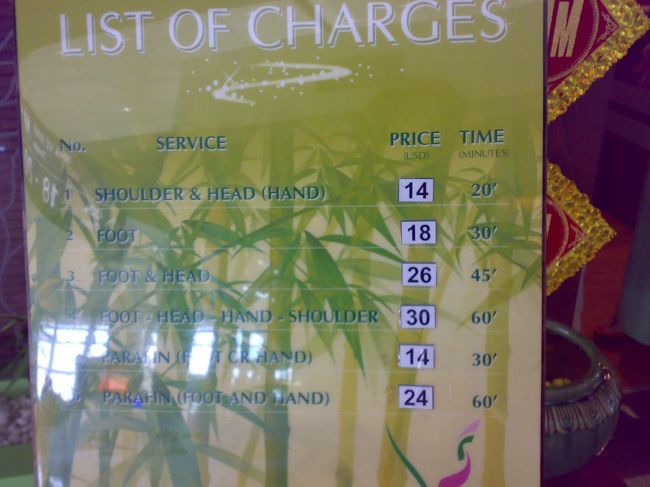 LIST OF CHARGES
No. SERVICE PRICE TIME
(USD) (MINUTES)
1 SHOULDER & HEAD (HAND) 14 20'
2 FOOT 18 30'
3 FOOT & HEAD 26 45'
4 FOOT - HEAD - HAND - SHOULDER 30 60'
PARAFIN (FOOT OR HAND) 14 30'
PARAFIN (FOOT AND HAND) 24 60'
M